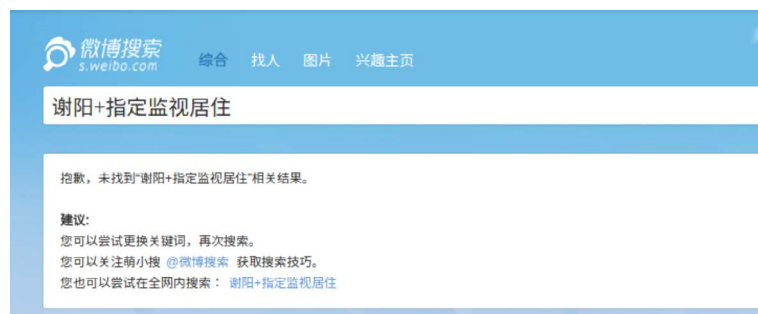 微博搜索
s.weibo.com
综合 找人 图片 兴趣主页
谢阳+指定监视居住
抱歉，未找到“谢阳+指定监视居住”相关结果。
建议:
您可以尝试更换关键词，再次搜索。
您可以关注萌小搜 @微博搜索 获取搜索技巧。
您也可以尝试在全网内搜索： 谢阳+指定监视居住